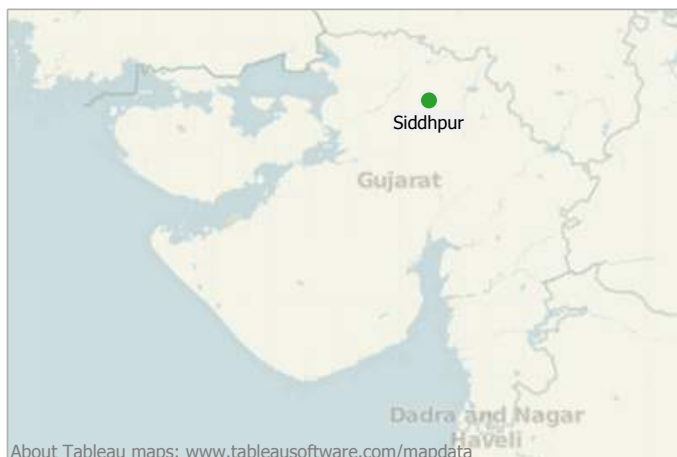 Siddhpur
Gujarat
Dadra and Nagar
Haveli
About Tableau maps: www.tableausoftware.com/mapdata